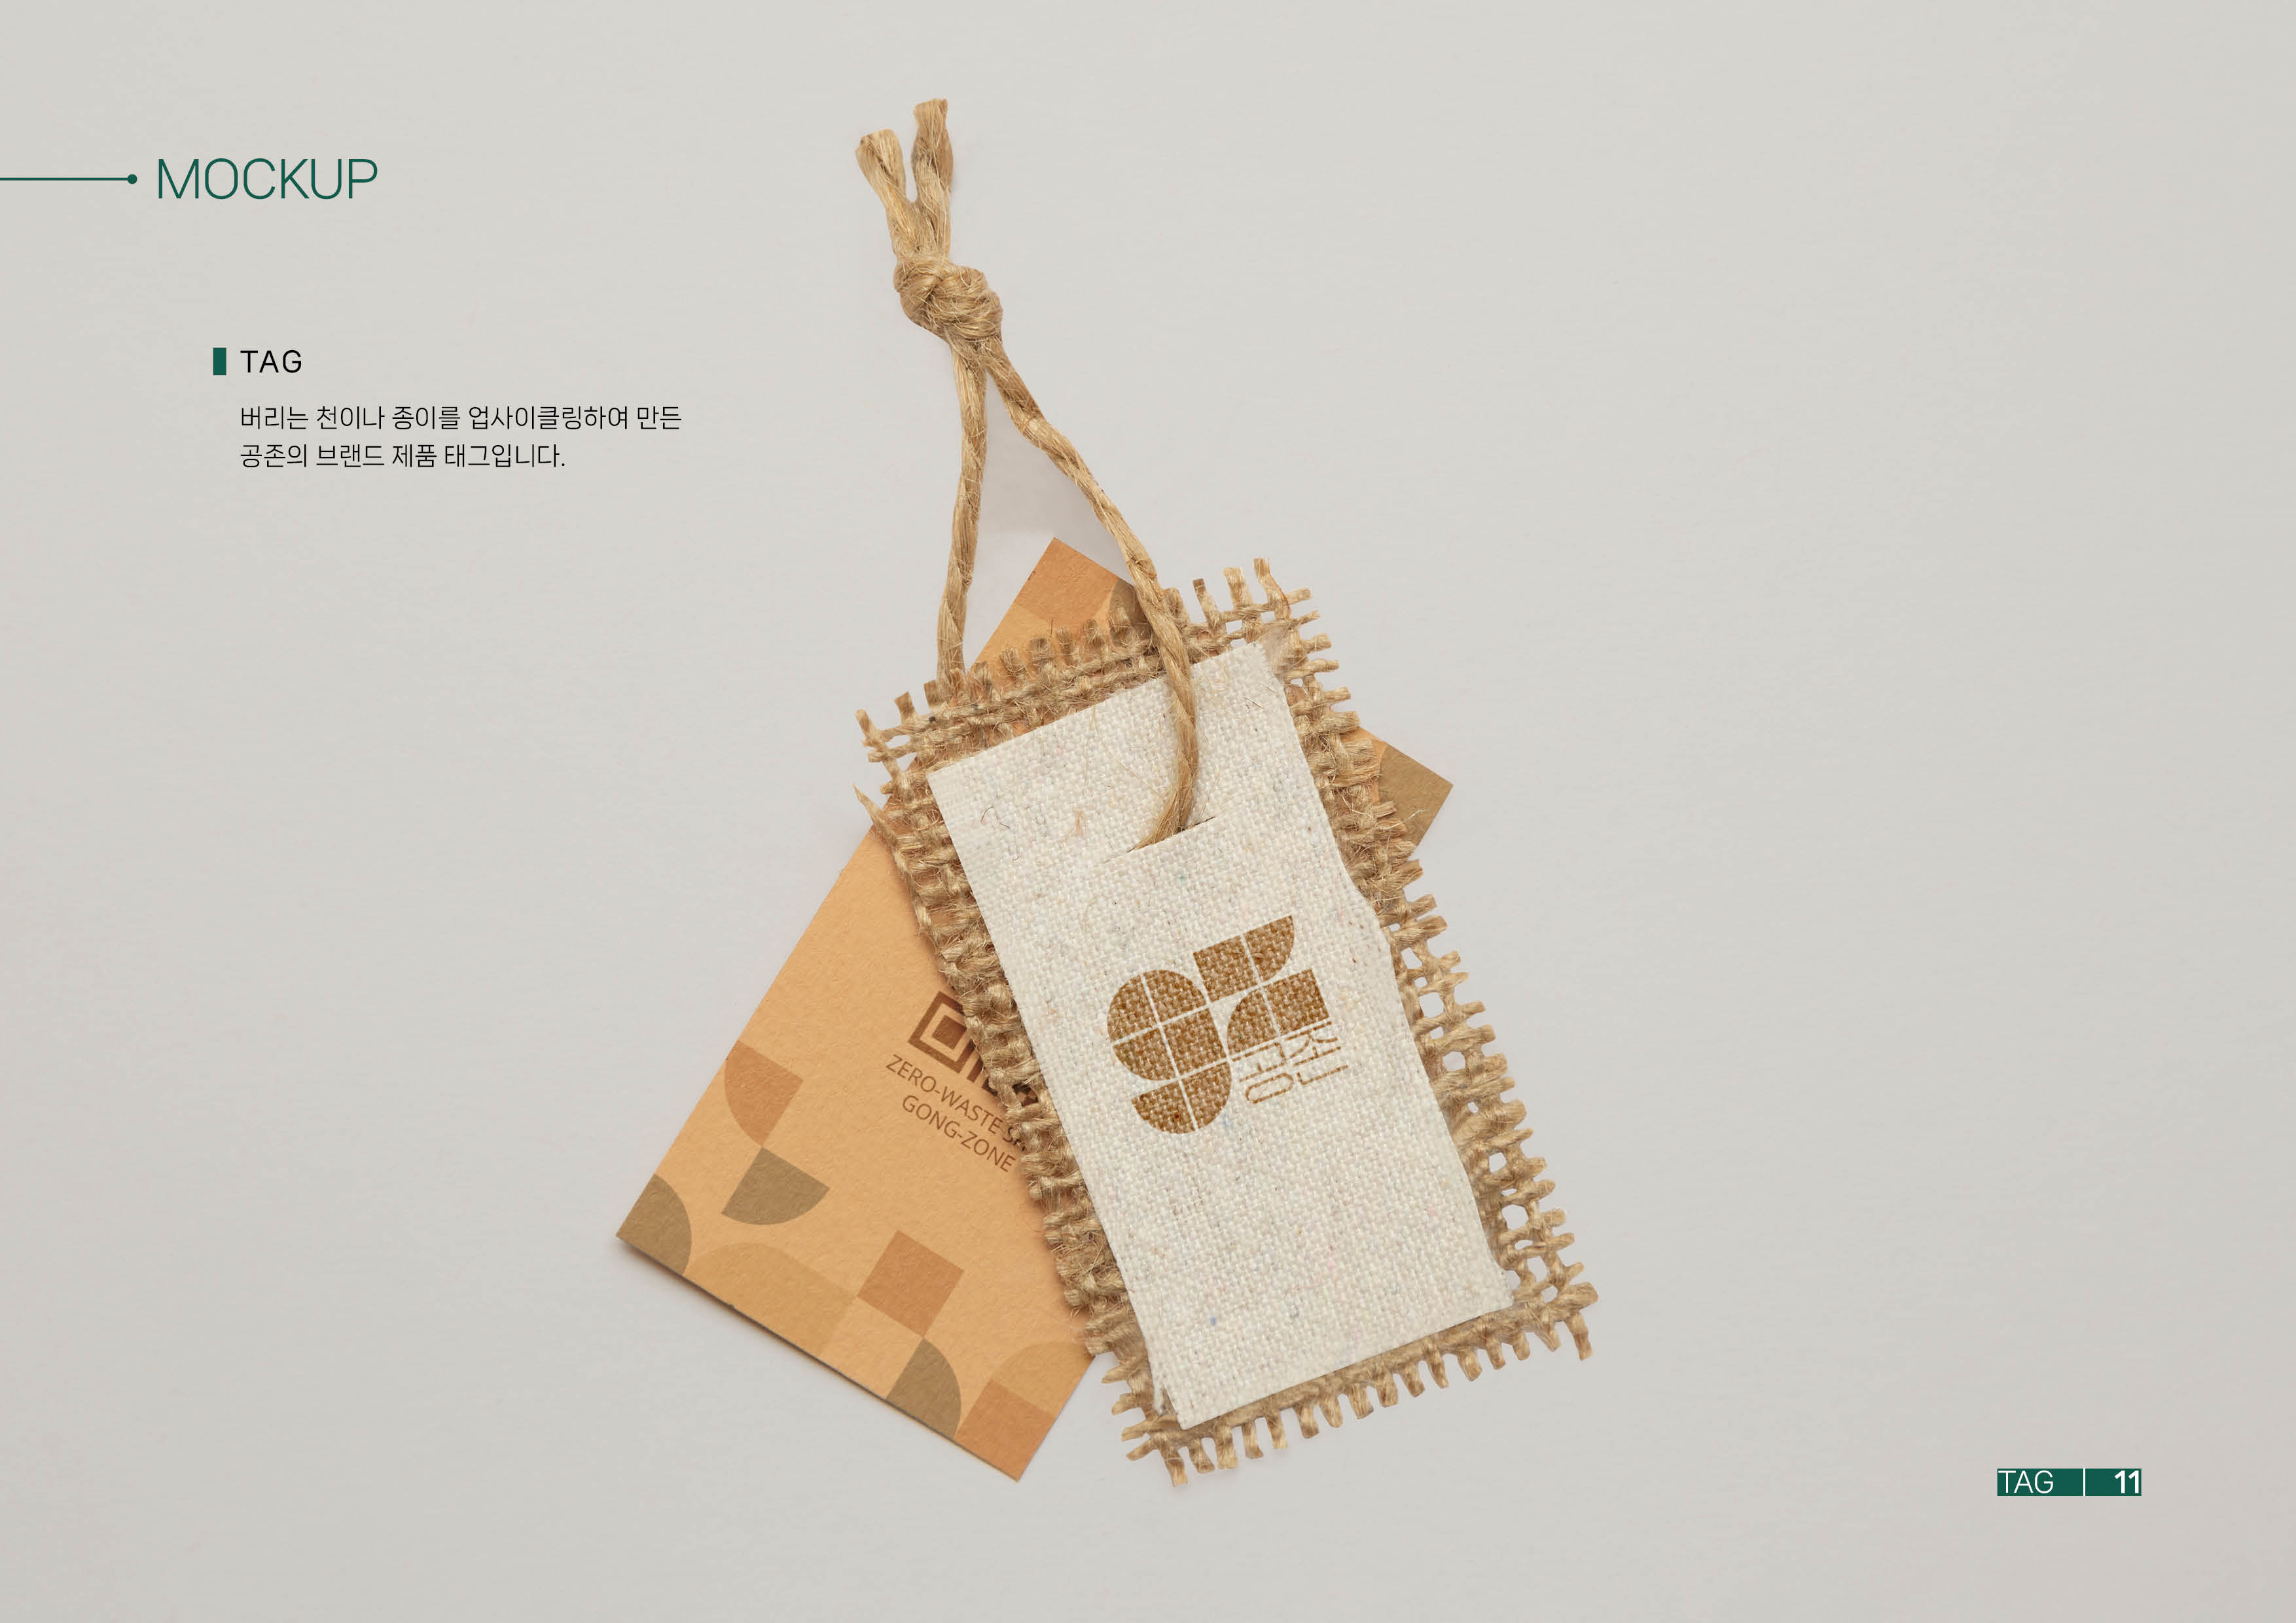 MOCKUP
TAG
버리는 천이나 종이를 업사이클링하여 만든
공존의 브랜드 제품 태그입니다.
공존
ZERO-WASTE
GONG-ZONE
TAG 11